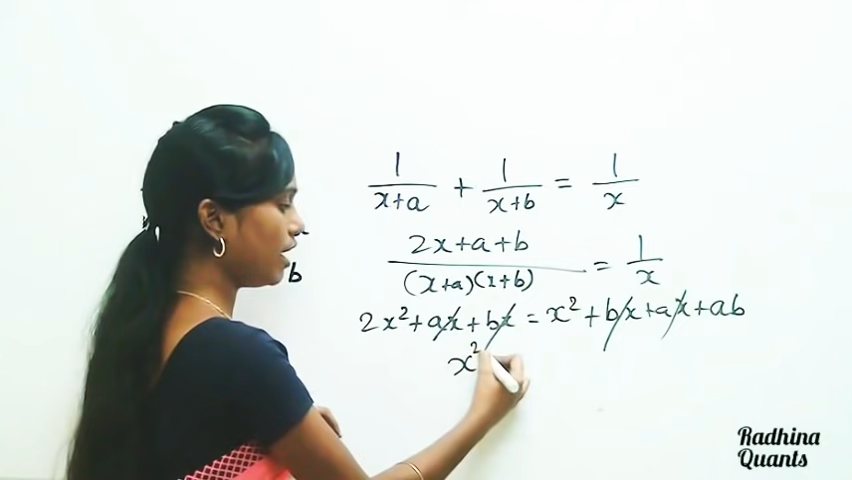 1/(x+a) + 1/(x+b) = 1/x
b
(2x+a+b)/((x+a)(x+b)) = 1/x
2x²+ax+bx = x²+bx+ax+ab
x²
Radhina
Quants